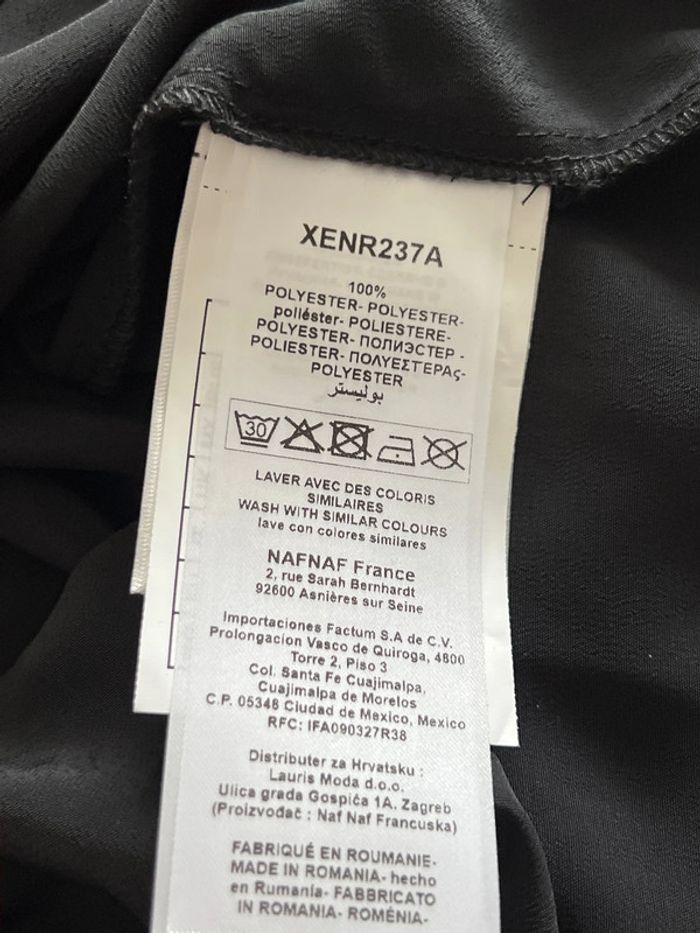 XENR237A
100%
POLYESTER- POLYESTER-
poliéster- POLIESTERE-
POLYESTER- ПОЛИЭСТЕР -
POLIESTER- ΠΟΛΥΕΣΤΕΡΑς-
POLYESTER
بوليستر
30
LAVER AVEC DES COLORIS
SIMILAIRES
WASH WITH SIMILAR COLOURS
lave con colores similares
NAFNAF France
2, rue Sarah Bernhardt
92600 Asnières sur Seine
Importaciones Factum S.A de C.V.
Prolongacion Vasco de Quiroga, 4800
Torre 2, Piso 3
Col. Santa Fe Cuajimalpa,
Cuajimalpa de Morelos
C.P. 05348 Ciudad de Mexico, Mexico
RFC: IFA090327R38
Distributer za Hrvatsku :
Lauris Moda d.o.o.
Ulica grada Gospića 1A. Zagreb
(Proizvođač : Naf Naf Francuska)
FABRIQUÉ EN ROUMANIE-
MADE IN ROMANIA- hecho
en Rumanía- FABBRICATO
IN ROMANIA- ROMÉNIA-